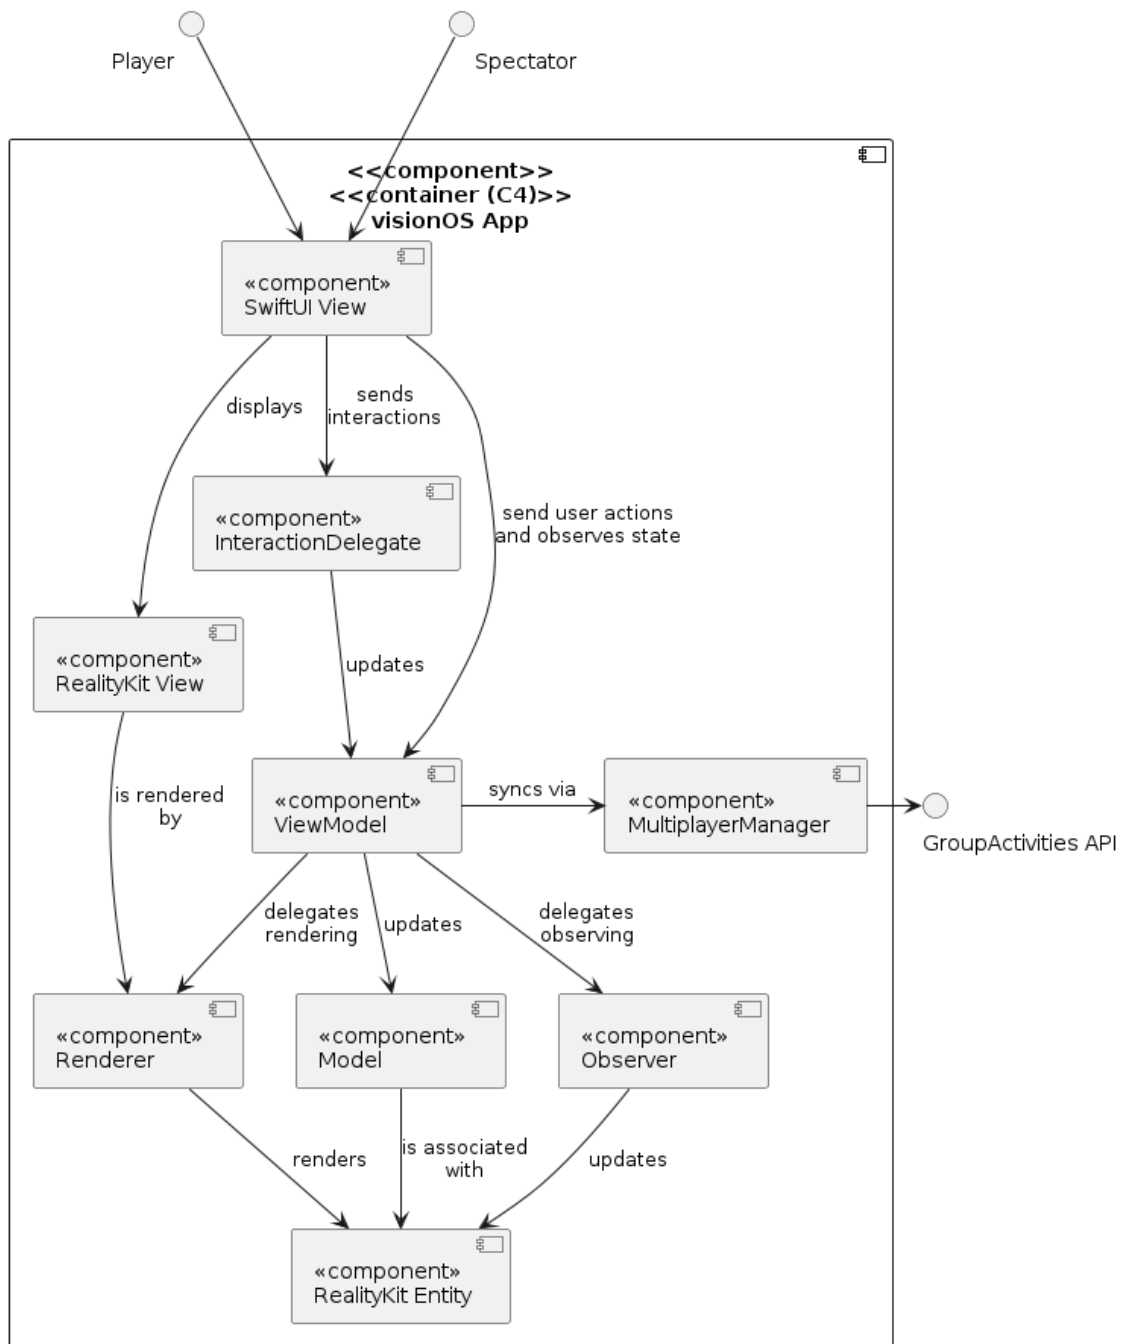 Player
Spectator
<<component>>
<<container (C4)>>
visionOS App
«component»
SwiftUI View
displays
sends
interactions
«component»
InteractionDelegate
send user actions
and observes state
«component»
RealityKit View
updates
«component»
ViewModel
syncs via
«component»
MultiplayerManager
GroupActivities API
is rendered
by
delegates
rendering
updates
delegates
observing
«component»
Renderer
«component»
Model
«component»
Observer
renders
is associated
with
updates
«component»
RealityKit Entity